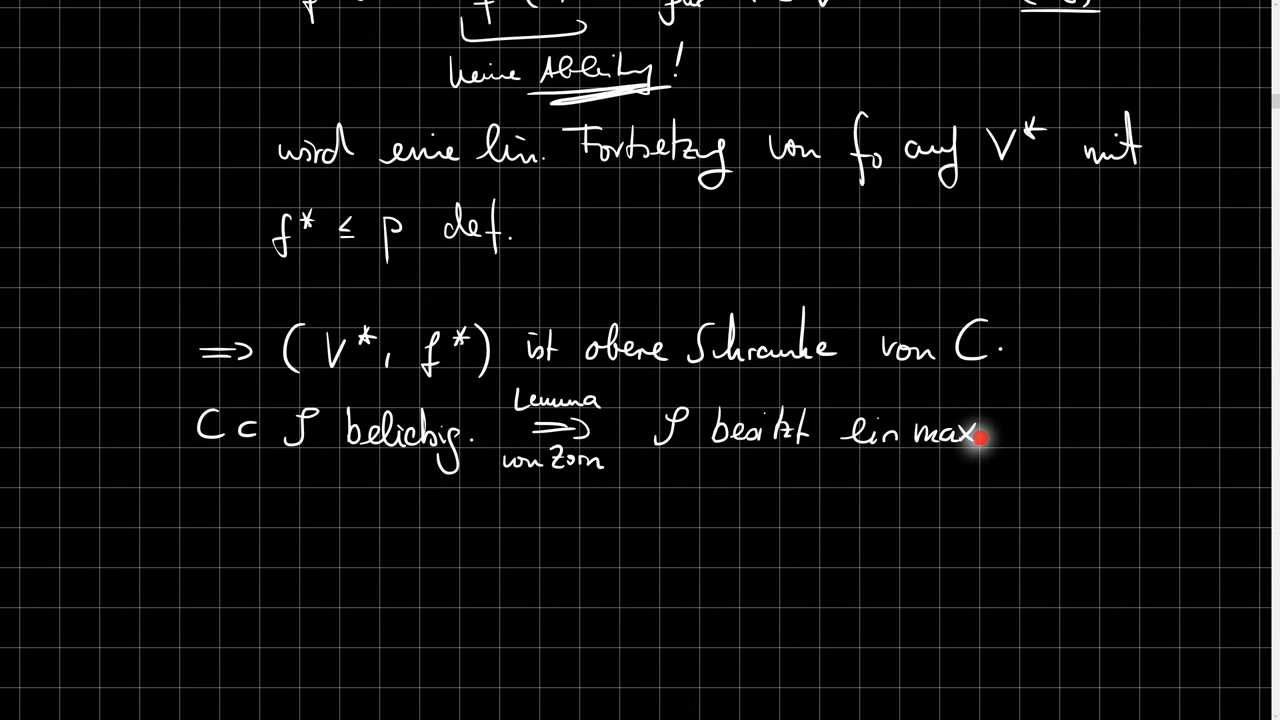 keine Ableitung!
wird eine lin. Fortsetzung von f₀ auf V* mit
f* ≤ p def.
⇒ (V*, f*) ist obere Schranke von C.
Lemma
C ⊂ 𝒮 beliebig. ⇒ 𝒮 besitzt ein max
von Zorn